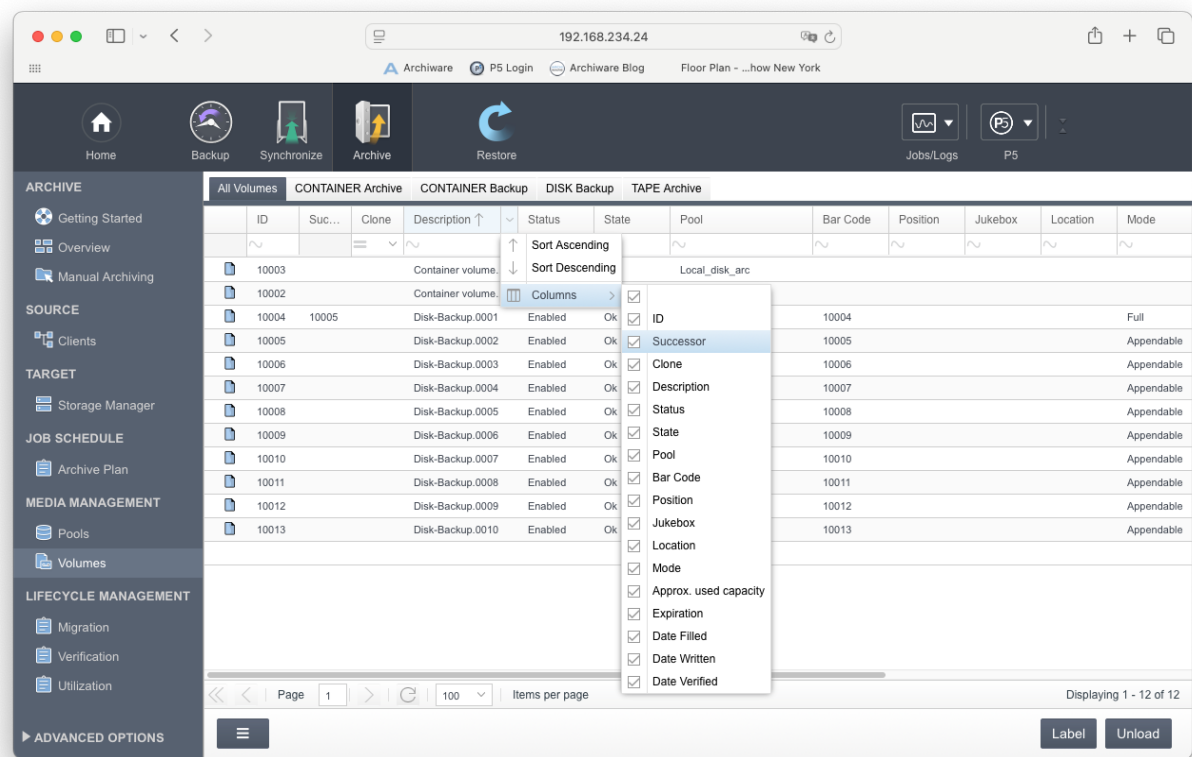 192.168.234.24
Archiware P5 Login Archiware Blog Floor Plan - ...how New York
Home Backup Synchronize Archive Restore Jobs/Logs P5
ARCHIVE
Getting Started
Overview
Manual Archiving
SOURCE
Clients
TARGET
Storage Manager
JOB SCHEDULE
Archive Plan
MEDIA MANAGEMENT
Pools
Volumes
LIFECYCLE MANAGEMENT
Migration
Verification
Utilization
ADVANCED OPTIONS
All Volumes CONTAINER Archive CONTAINER Backup DISK Backup TAPE Archive
ID Suc... Clone Description Status State Pool Bar Code Position Jukebox Location Mode
10003 Container volume. Local_disk_arc
10002 Container volume.
10004 10005 Disk-Backup.0001 Enabled Ok 10004 Full
10005 Disk-Backup.0002 Enabled Ok 10005 Appendable
10006 Disk-Backup.0003 Enabled Ok 10006 Appendable
10007 Disk-Backup.0004 Enabled Ok 10007 Appendable
10008 Disk-Backup.0005 Enabled Ok 10008 Appendable
10009 Disk-Backup.0006 Enabled Ok 10009 Appendable
10010 Disk-Backup.0007 Enabled Ok 10010 Appendable
10011 Disk-Backup.0008 Enabled Ok 10011 Appendable
10012 Disk-Backup.0009 Enabled Ok 10012 Appendable
10013 Disk-Backup.0010 Enabled Ok 10013 Appendable
Sort Ascending
Sort Descending
Columns
ID
Successor
Clone
Description
Status
State
Pool
Bar Code
Position
Jukebox
Location
Mode
Approx. used capacity
Expiration
Date Filled
Date Written
Date Verified
Page 1 100 Items per page Displaying 1 - 12 of 12
Label Unload